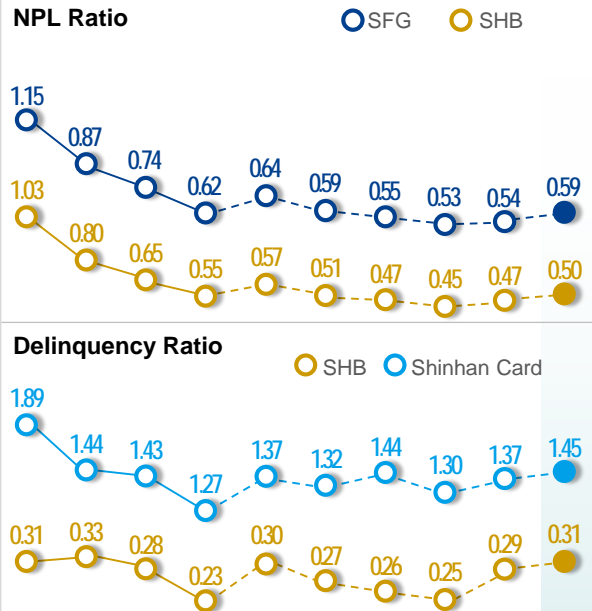 NPL Ratio
SFG SHB
1.15 0.87 0.74 0.62 0.64 0.59 0.55 0.53 0.54 0.59
1.03 0.80 0.65 0.55 0.57 0.51 0.47 0.45 0.47 0.50
Delinquency Ratio
SHB Shinhan Card
1.89 1.44 1.43 1.27 1.37 1.32 1.44 1.30 1.37 1.45
0.31 0.33 0.28 0.23 0.30 0.27 0.26 0.25 0.29 0.31